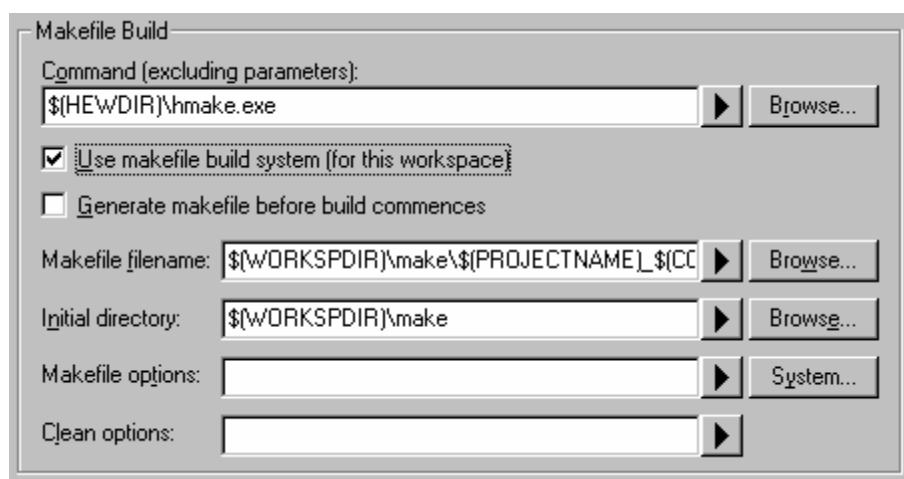 Makefile Build
Command (excluding parameters):
$(HEWDIR)\hmake.exe Browse...
Use makefile build system (for this workspace)
Generate makefile before build commences
Makefile filename: $(WORKSPDIR)\make\$(PROJECTNAME)_$(CC Browse...
Initial directory: $(WORKSPDIR)\make Browse...
Makefile options: System...
Clean options: